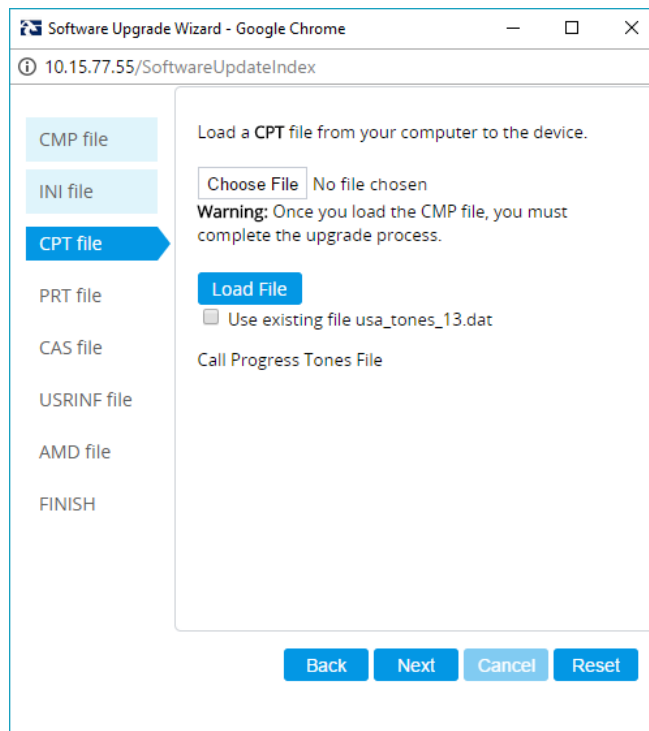 Software Upgrade Wizard - Google Chrome
10.15.77.55/SoftwareUpdateIndex
CMP file
INI file
CPT file
PRT file
CAS file
USRINF file
AMD file
FINISH
Load a CPT file from your computer to the device.
Choose File No file chosen
Warning: Once you load the CMP file, you must
complete the upgrade process.
Load File
Use existing file usa_tones_13.dat
Call Progress Tones File
Back Next Cancel Reset